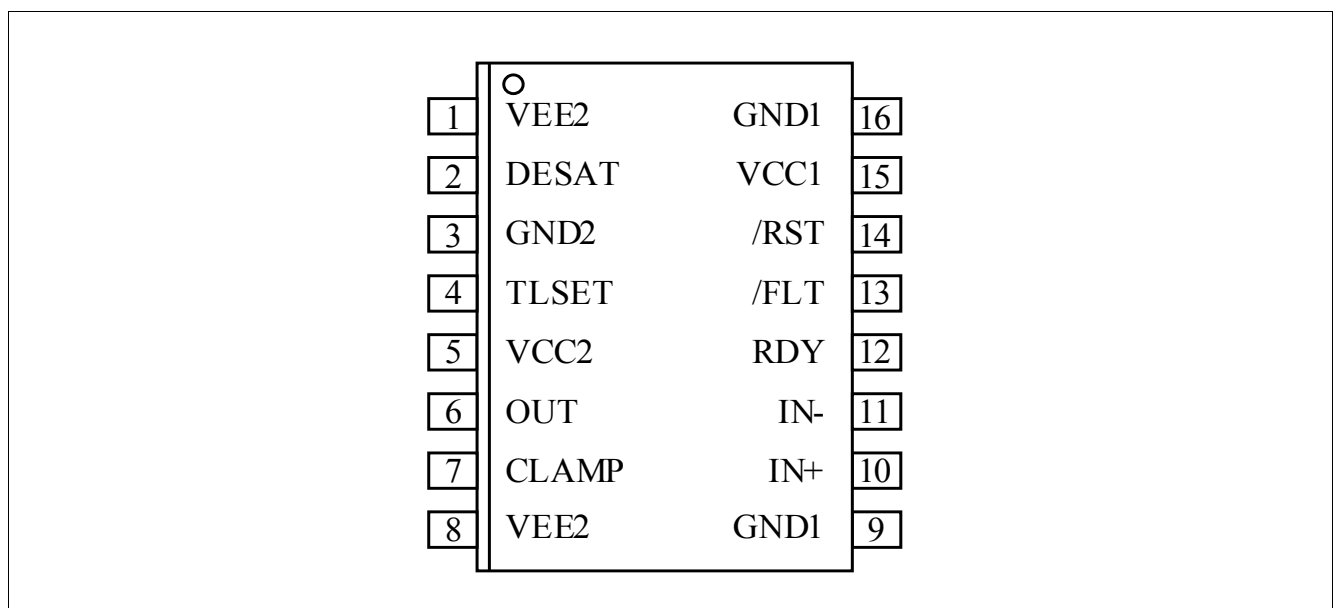 1 VEE2 GND1 16
2 DESAT VCC1 15
3 GND2 /RST 14
4 TLSET /FLT 13
5 VCC2 RDY 12
6 OUT IN- 11
7 CLAMP IN+ 10
8 VEE2 GND1 9